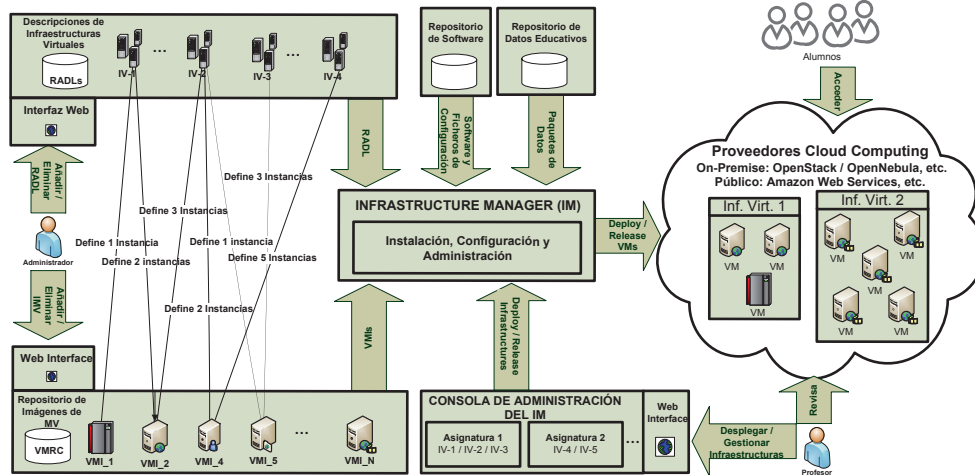 Descripciones de
Infraestructuras
Virtuales
RADLs
IV-1
...
IV-2
IV-3
...
IV-4
Interfaz Web
Añadir /
Eliminar
RADL
Administrador
Añadir /
Eliminar
IMV
Web Interface
Repositorio de
Imágenes de
MV
VMRC
VMI_1
VMI_2
VMI_4
VMI_5
...
VMI_N
Define 3 Instancias
Define 3 Instancias
Define 1 Instancia
Define 1 instancia
Define 2 instancias
Define 5 Instancias
Define 2 Instancias
RADL
Repositorio
de Software
Repositorio de
Datos Educativos
Software y
Ficheros de
Configuración
Paquetes de
Datos
INFRASTRUCTURE MANAGER (IM)
Instalación, Configuración y
Administración
VMIs
Deploy / Release
Infrastructures
Deploy /
Release
VMs
CONSOLA DE ADMINISTRACIÓN
DEL IM
Asignatura 1
IV-1 / IV-2 / IV-3
Asignatura 2
IV-4 / IV-5
...
Web
Interface
Alumnos
Acceder
Proveedores Cloud Computing
On-Premise: OpenStack / OpenNebula, etc.
Público: Amazon Web Services, etc.
Inf. Virt. 1
VM
VM
VM
Inf. Virt. 2
VM
VM
VM
VM
VM
Revisa
Desplegar /
Gestionar
Infraestructuras
Profesor